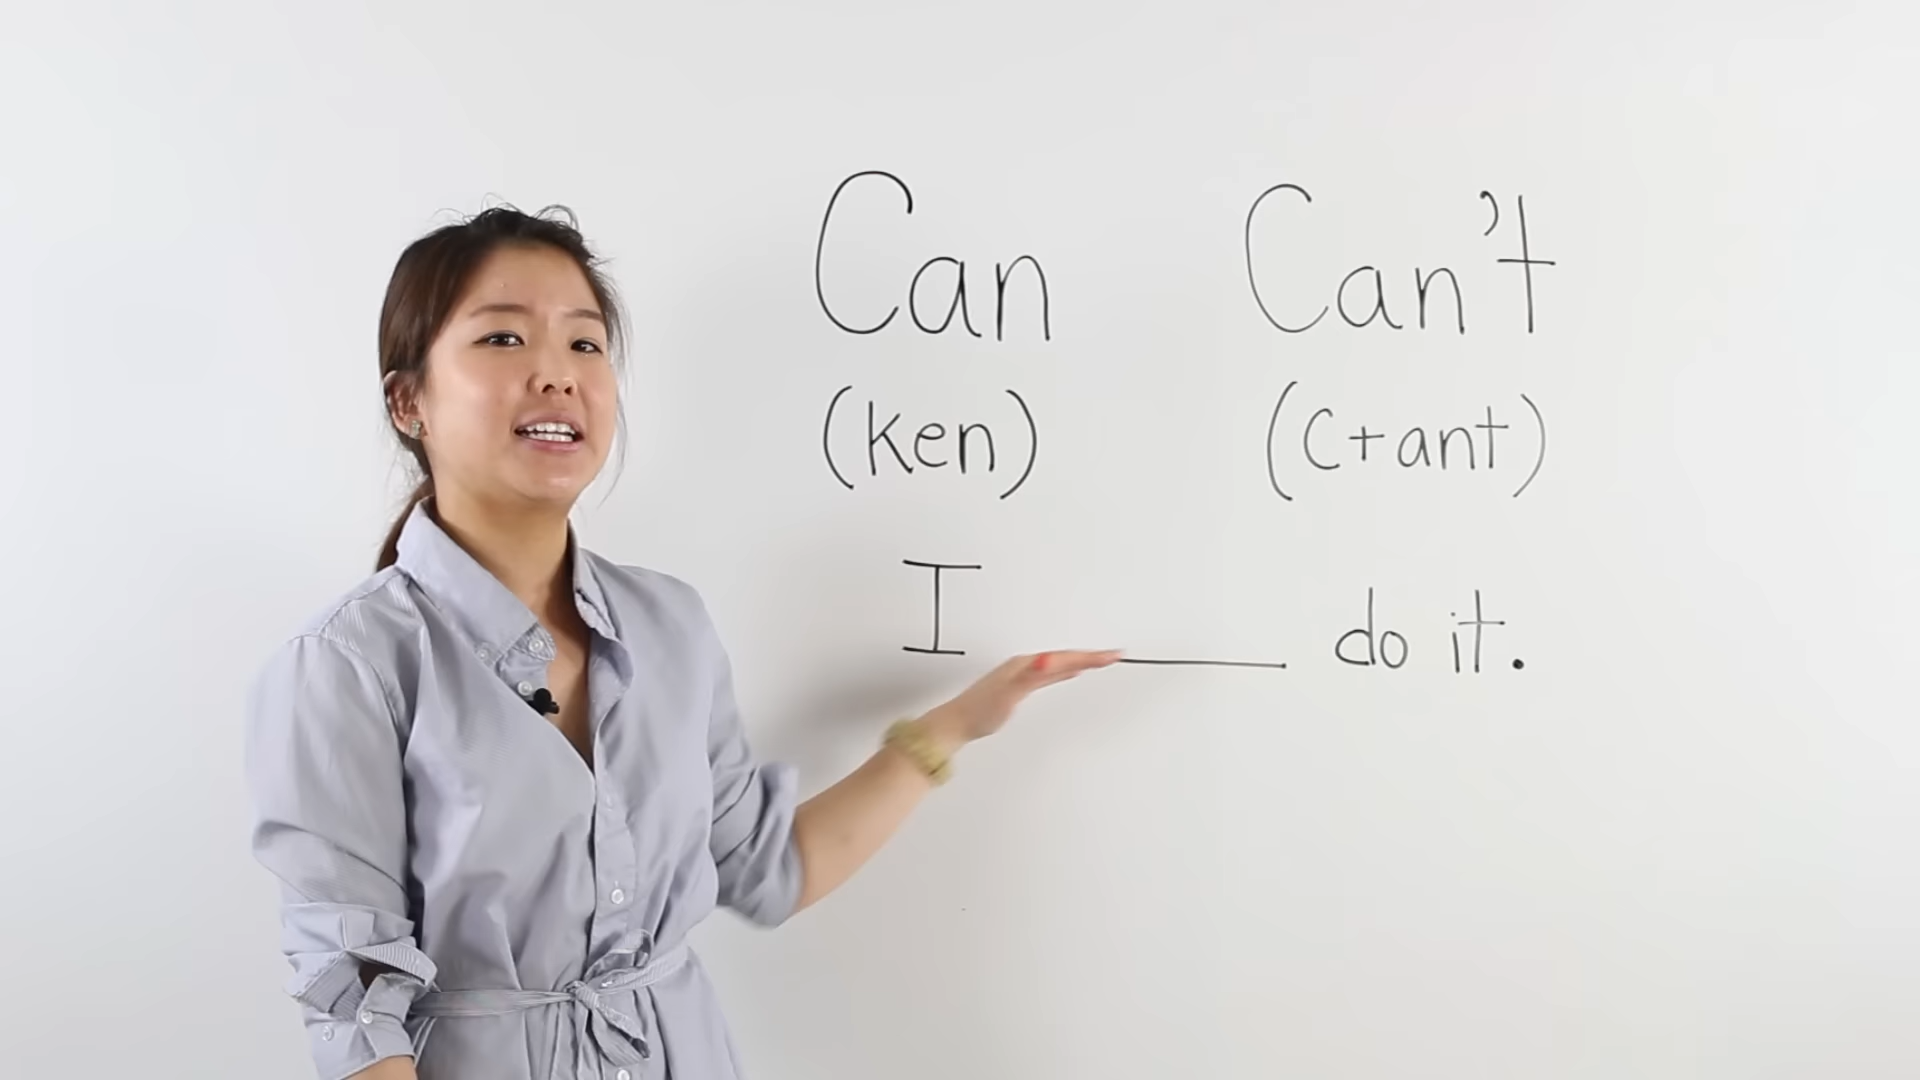 Can Can't
(ken) (c+ant)
I ____ do it.